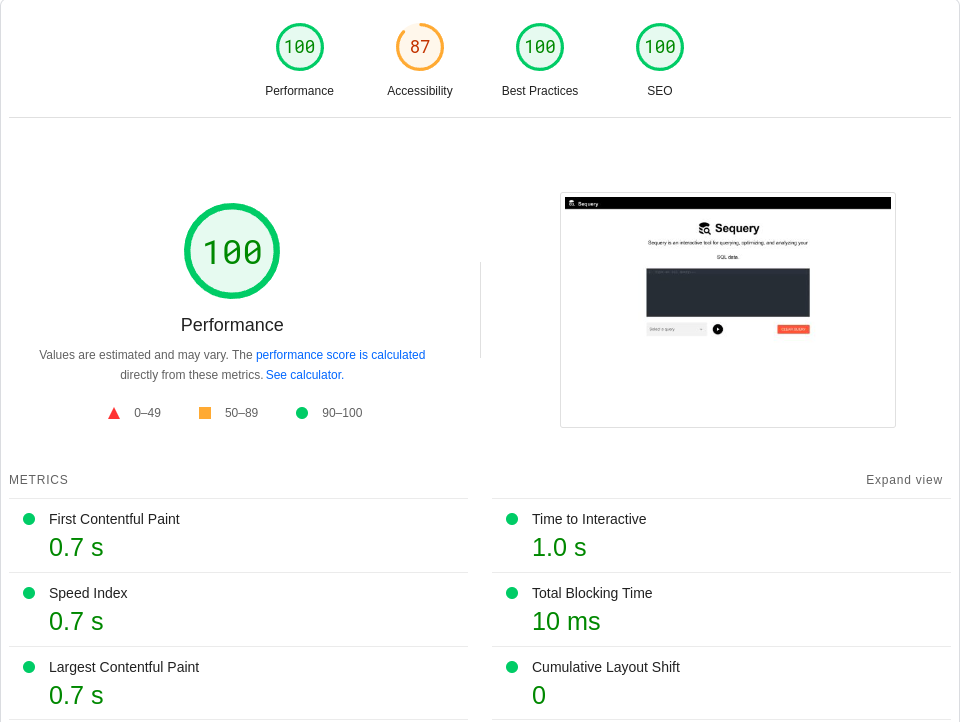 100
87
100
100
Performance
Accessibility
Best Practices
SEO
100
Performance
Values are estimated and may vary. The performance score is calculated
directly from these metrics. See calculator.
0–49
50–89
90–100
Sequery
Sequery
Sequery is an interactive tool for querying, optimizing, and analyzing your
SQL data.
Select a query
METRICS
Expand view
First Contentful Paint
0.7 s
Time to Interactive
1.0 s
Speed Index
0.7 s
Total Blocking Time
10 ms
Largest Contentful Paint
0.7 s
Cumulative Layout Shift
0